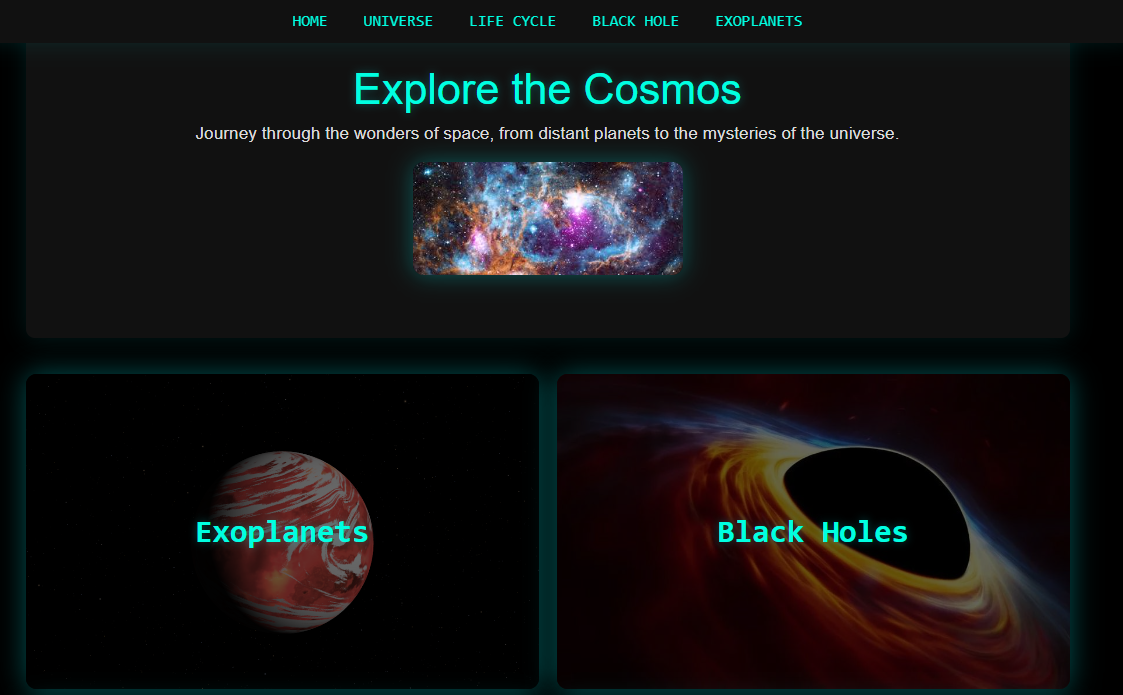 HOME UNIVERSE LIFE CYCLE BLACK HOLE EXOPLANETS
Explore the Cosmos
Journey through the wonders of space, from distant planets to the mysteries of the universe.
Exoplanets Black Holes